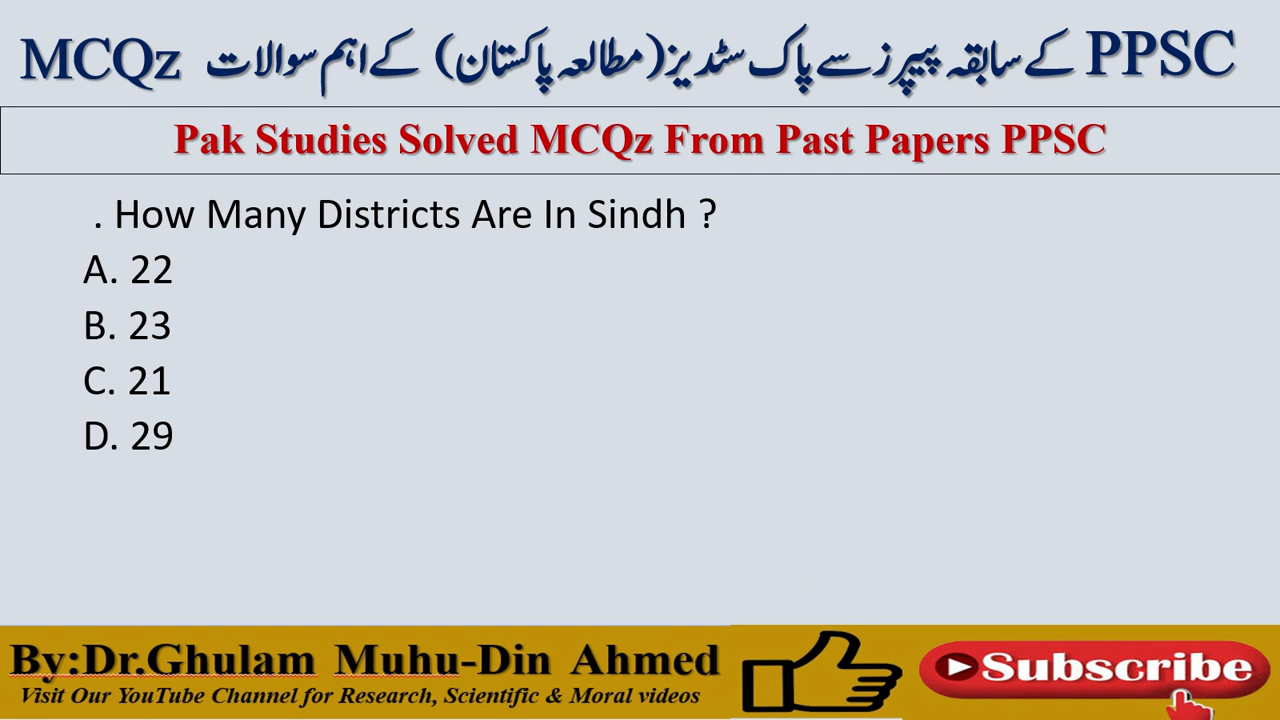 PPSC کے سابقہ پیپرز سے پاک سٹڈیز (مطالعہ پاکستان) کے اہم سوالات MCQz
Pak Studies Solved MCQz From Past Papers PPSC
. How Many Districts Are In Sindh ?
A. 22
B. 23
C. 21
D. 29
By:Dr.Ghulam Muhu-Din Ahmed
Visit Our YouTube Channel for Research, Scientific & Moral videos
Subscribe